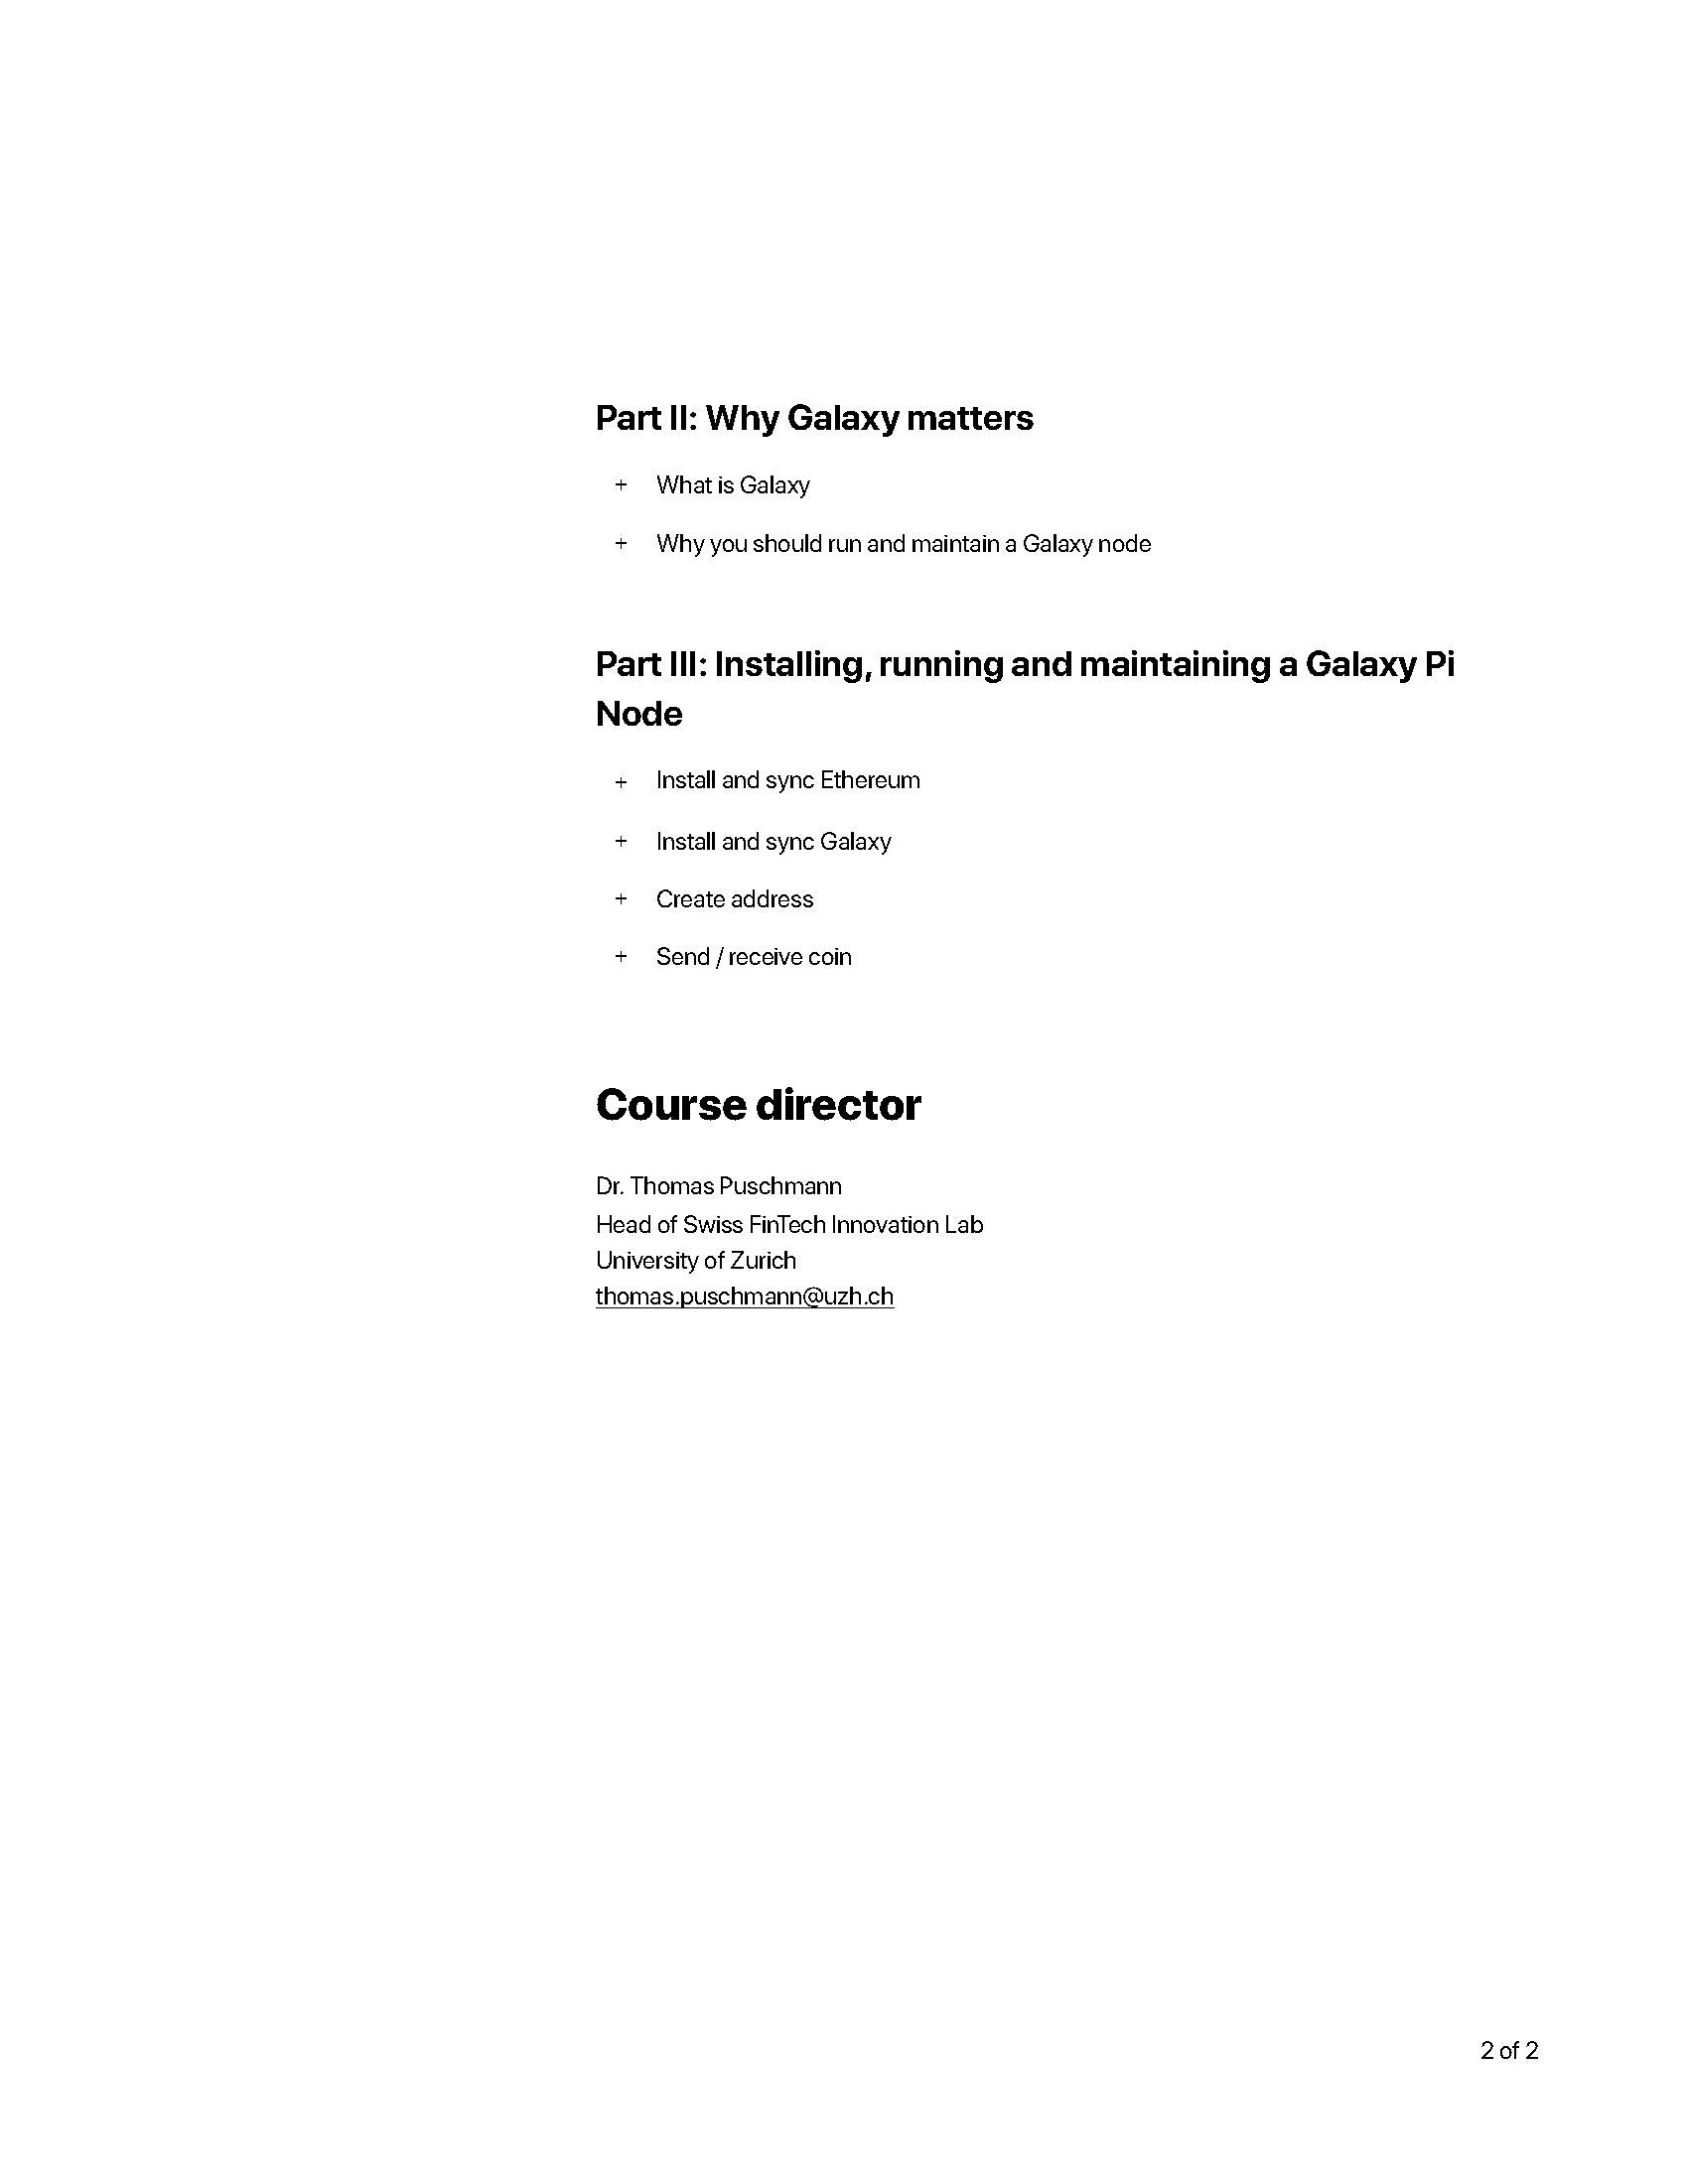 Part II: Why Galaxy matters
+ What is Galaxy
+ Why you should run and maintain a Galaxy node
Part III: Installing, running and maintaining a Galaxy Pi
Node
+ Install and sync Ethereum
+ Install and sync Galaxy
+ Create address
+ Send / receive coin
Course director
Dr. Thomas Puschmann
Head of Swiss FinTech Innovation Lab
University of Zurich
thomas.puschmann@uzh.ch
2 of 2